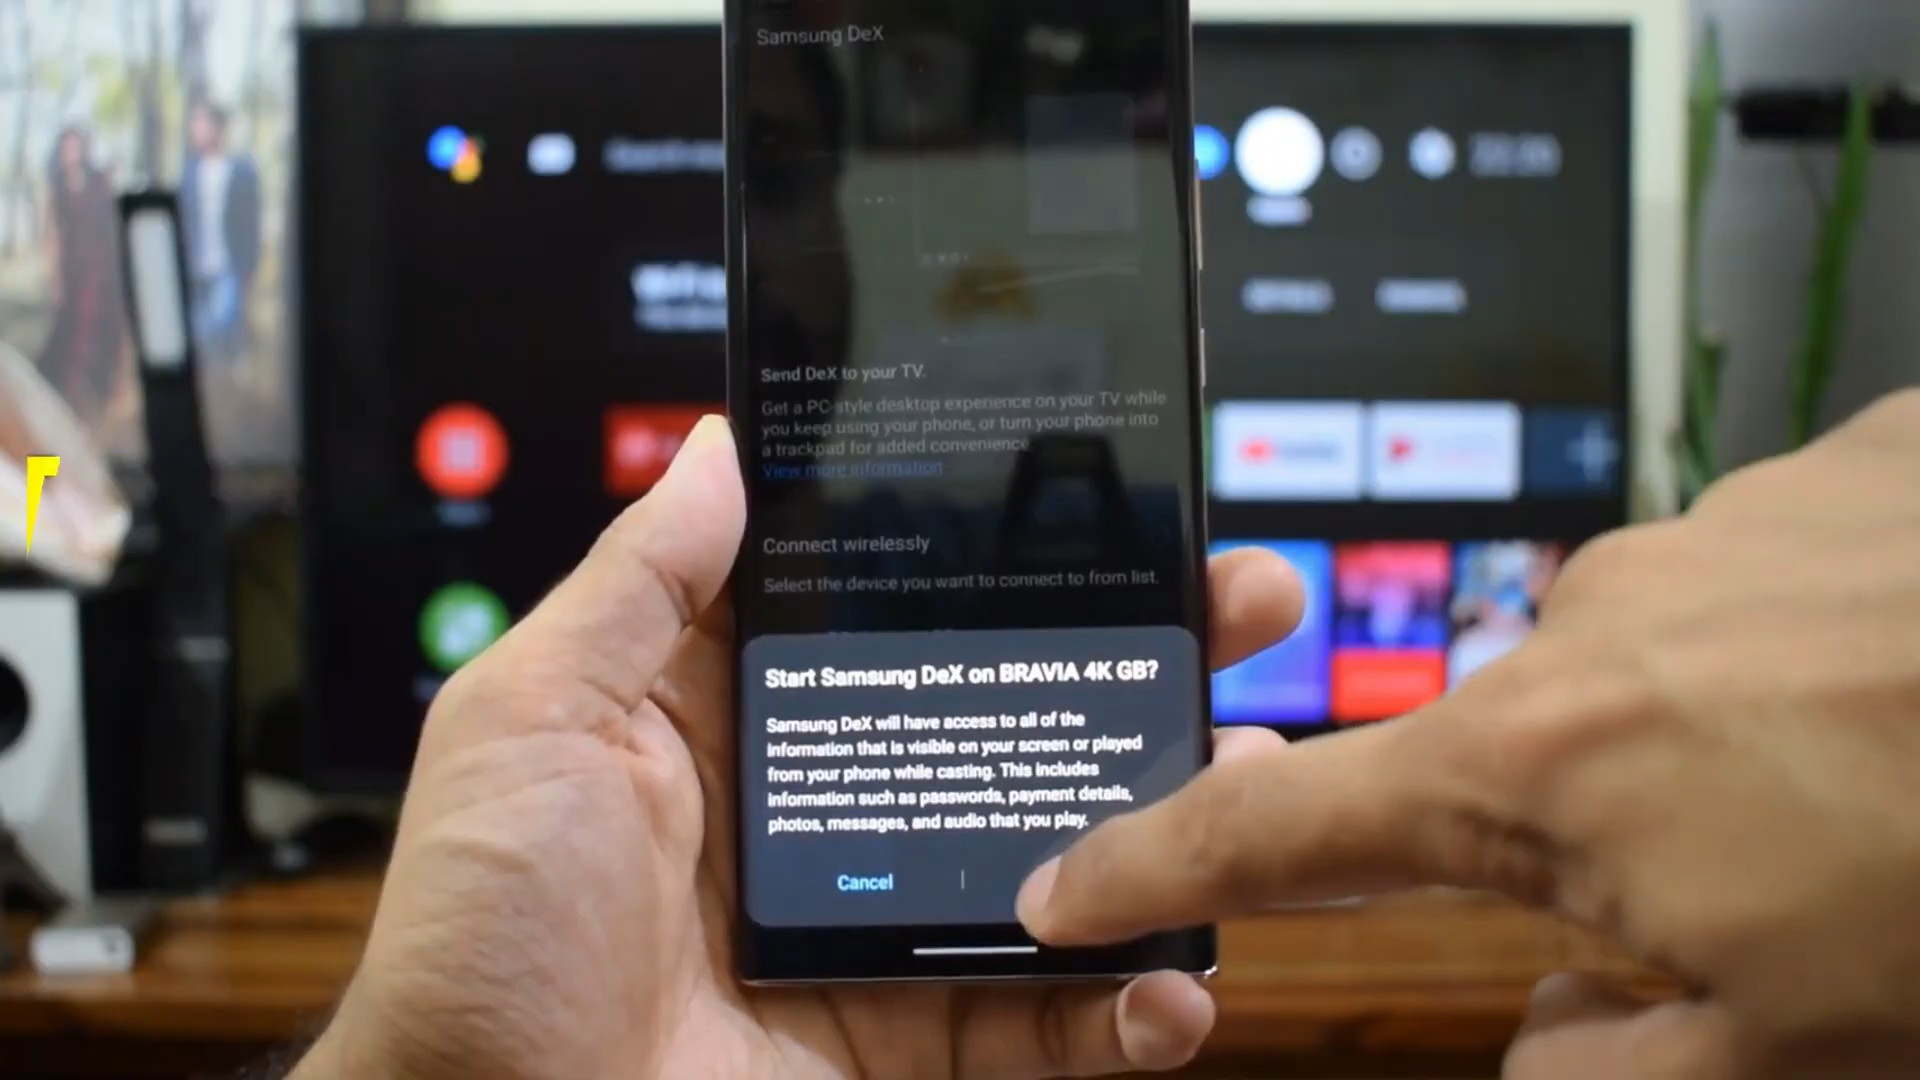 Samsung DeX
Send DeX to your TV.
Get a PC-style desktop experience on your TV while
you keep using your phone, or turn your phone into
a trackpad for added convenience.
View more information
Connect wirelessly
Select the device you want to connect to from list.
Start Samsung DeX on BRAVIA 4K GB?
Samsung DeX will have access to all of the
information that is visible on your screen or played
from your phone while casting. This includes
information such as passwords, payment details,
photos, messages, and audio that you play.
Cancel